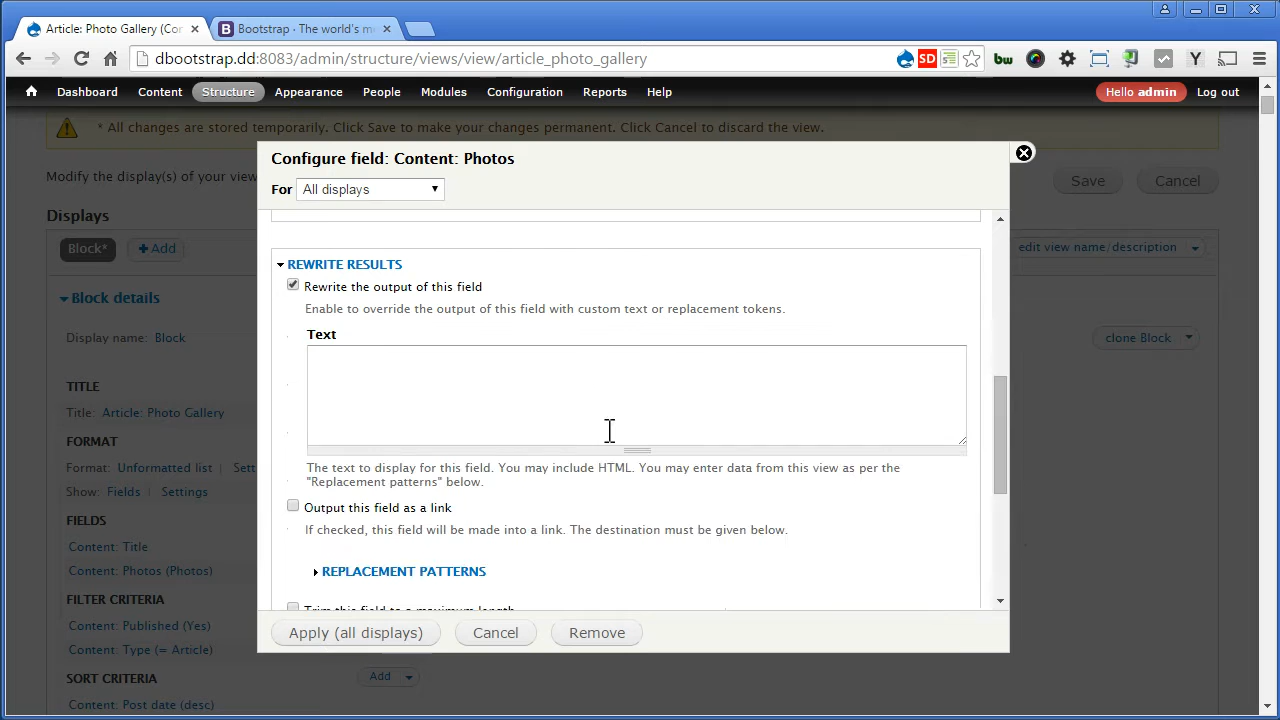 Article: Photo Gallery (Cor
Bootstrap · The world's m
dbootstrap.dd:8083/admin/structure/views/view/article_photo_gallery
Dashboard Content Structure Appearance People Modules Configuration Reports Help Hello admin Log out
* All changes are stored temporarily. Click Save to make your changes permanent. Click Cancel to discard the view.
Modify the display(s) of your view
Save Cancel
Displays
Block* Add
edit view name/description
Block details
Display name: Block
clone Block
TITLE
Title: Article: Photo Gallery
FORMAT
Format: Unformatted list Sett
Show: Fields Settings
FIELDS
Content: Title
Content: Photos (Photos)
FILTER CRITERIA
Content: Published (Yes)
Content: Type (= Article)
SORT CRITERIA
Add
Content: Post date (desc)
Configure field: Content: Photos
For All displays
REWRITE RESULTS
Rewrite the output of this field
Enable to override the output of this field with custom text or replacement tokens.
Text
The text to display for this field. You may include HTML. You may enter data from this view as per the
"Replacement patterns" below.
Output this field as a link
If checked, this field will be made into a link. The destination must be given below.
REPLACEMENT PATTERNS
Trim this field to a maximum length
Apply (all displays) Cancel Remove